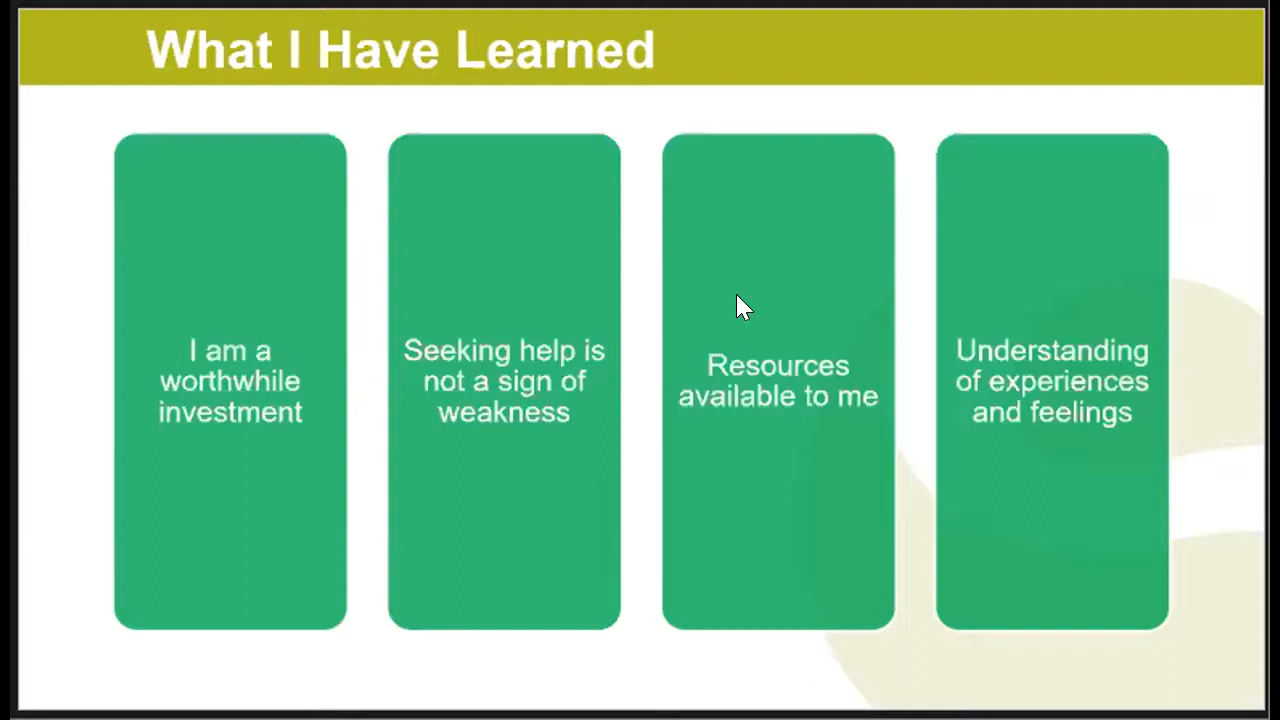 What I Have Learned
I am a
worthwhile
investment
Seeking help is
not a sign of
weakness
Resources
available to me
Understanding
of experiences
and feelings